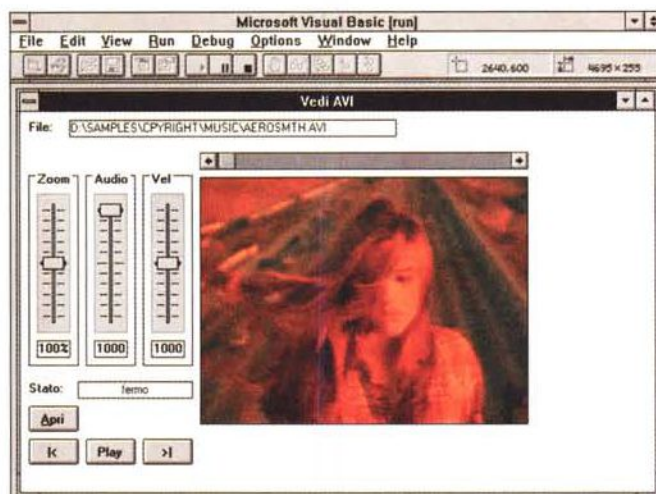 Microsoft Visual Basic [run]
File Edit View Run Debug Options Window Help
2640,600 4695×255
Vedi AVI
File: D:\SAMPLES\CPYRIGHT\MUSIC\AEROSMTH.AVI
Zoom Audio Vel
100% 1000 1000
Stato: fermo
Apri
|< Play >|